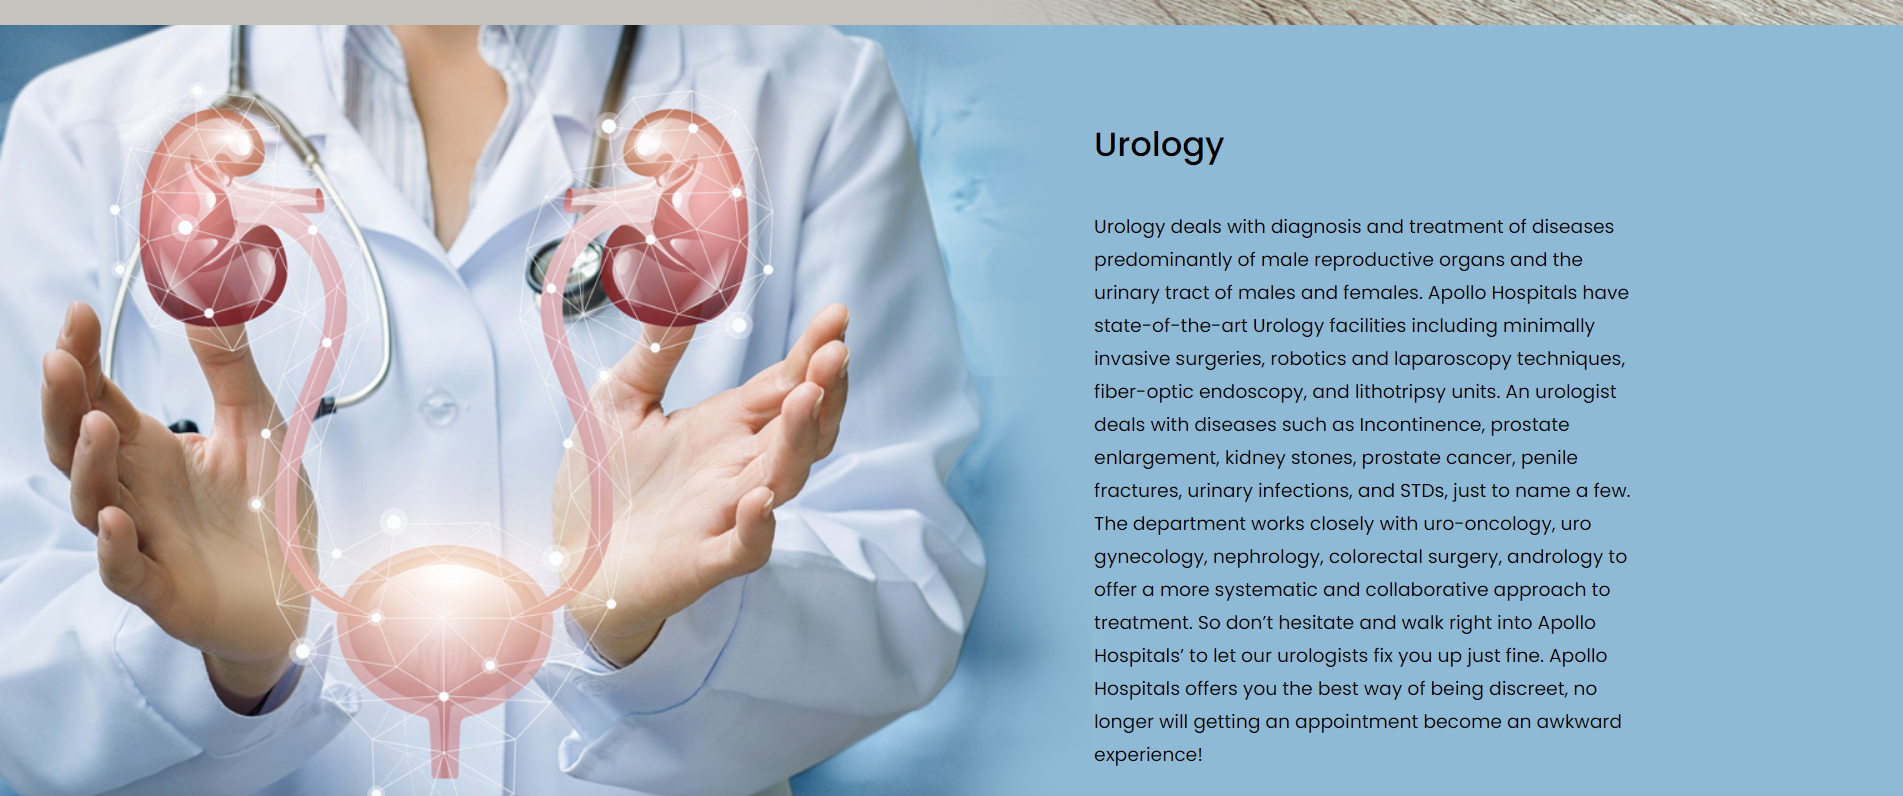 Urology
Urology deals with diagnosis and treatment of diseases
predominantly of male reproductive organs and the
urinary tract of males and females. Apollo Hospitals have
state-of-the-art Urology facilities including minimally
invasive surgeries, robotics and laparoscopy techniques,
fiber-optic endoscopy, and lithotripsy units. An urologist
deals with diseases such as Incontinence, prostate
enlargement, kidney stones, prostate cancer, penile
fractures, urinary infections, and STDs, just to name a few.
The department works closely with uro-oncology, uro
gynecology, nephrology, colorectal surgery, andrology to
offer a more systematic and collaborative approach to
treatment. So don’t hesitate and walk right into Apollo
Hospitals’ to let our urologists fix you up just fine. Apollo
Hospitals offers you the best way of being discreet, no
longer will getting an appointment become an awkward
experience!